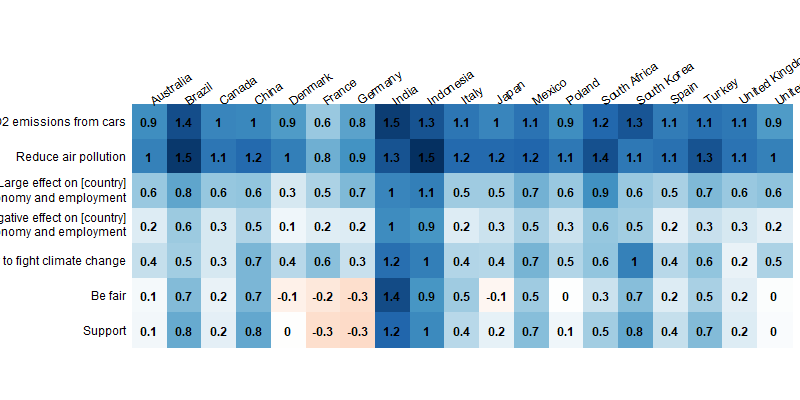 Australia Brazil Canada China Denmark France Germany India Indonesia Italy Japan Mexico Poland South Africa South Korea Spain Turkey United
O2 emissions from cars 0.9 1.4 1 1 0.9 0.6 0.8 1.5 1.3 1.1 1 1.1 0.9 1.2 1.3 1.1 1.1 1.1 0.9
Reduce air pollution 1 1.5 1.1 1.2 1 0.8 0.9 1.3 1.5 1.2 1.2 1.2 1.1 1.4 1.1 1.1 1.3 1.1 1
Large effect on [country]
nomy and employment 0.6 0.8 0.6 0.6 0.3 0.5 0.7 1 1.1 0.5 0.5 0.7 0.6 0.9 0.6 0.5 0.7 0.6 0.6
gative effect on [country]
nomy and employment 0.2 0.6 0.3 0.5 0.1 0.2 0.2 1 0.9 0.2 0.3 0.5 0.3 0.6 0.5 0.2 0.3 0.3 0.2
to fight climate change 0.4 0.5 0.3 0.7 0.4 0.6 0.3 1.2 1 0.4 0.4 0.7 0.5 0.6 1 0.4 0.6 0.2 0.5
Be fair 0.1 0.7 0.2 0.7 -0.1 -0.2 -0.3 1.4 0.9 0.5 -0.1 0.5 0 0.3 0.7 0.2 0.5 0.2 0
Support 0.1 0.8 0.2 0.8 0 -0.3 -0.3 1.2 1 0.4 0.2 0.7 0.1 0.5 0.8 0.4 0.7 0.2 0